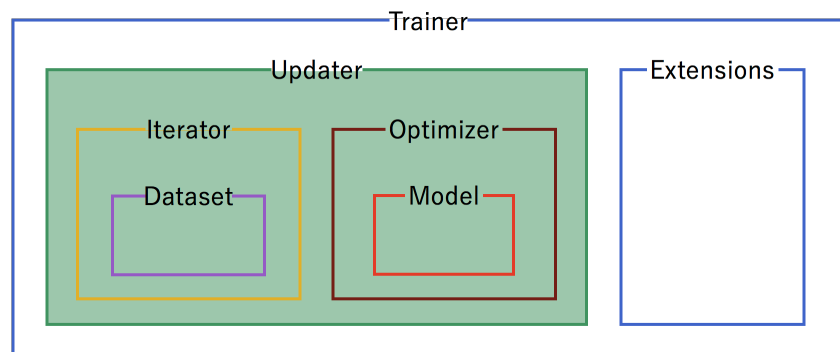 Trainer
Updater
Extensions
Iterator
Optimizer
Dataset
Model